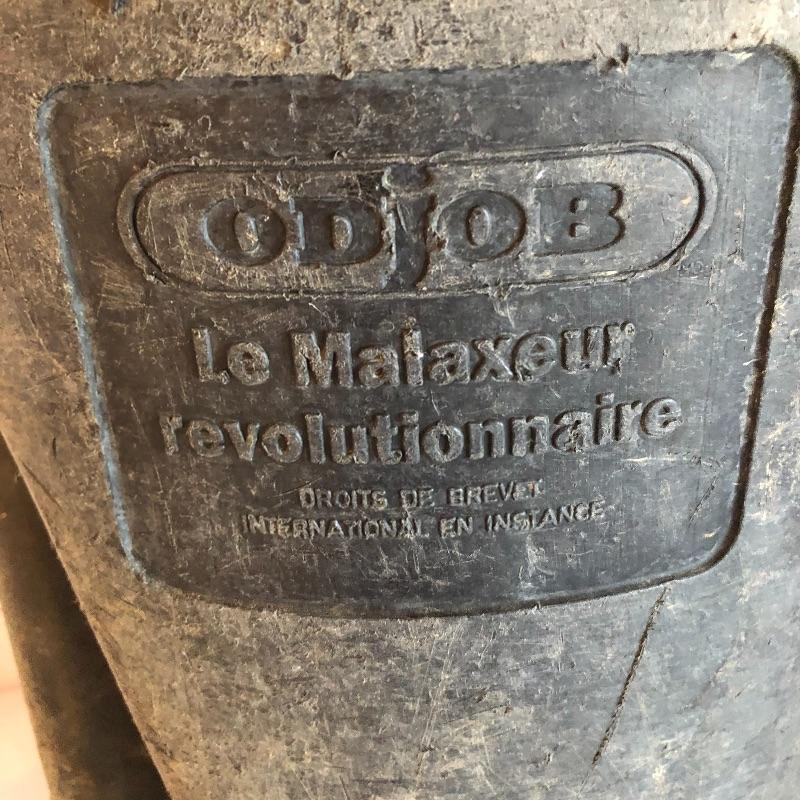 ODjOB
Le Malaxeur
revolutionnaire
DROITS DE BREVET
INTERNATIONAL EN INSTANCE